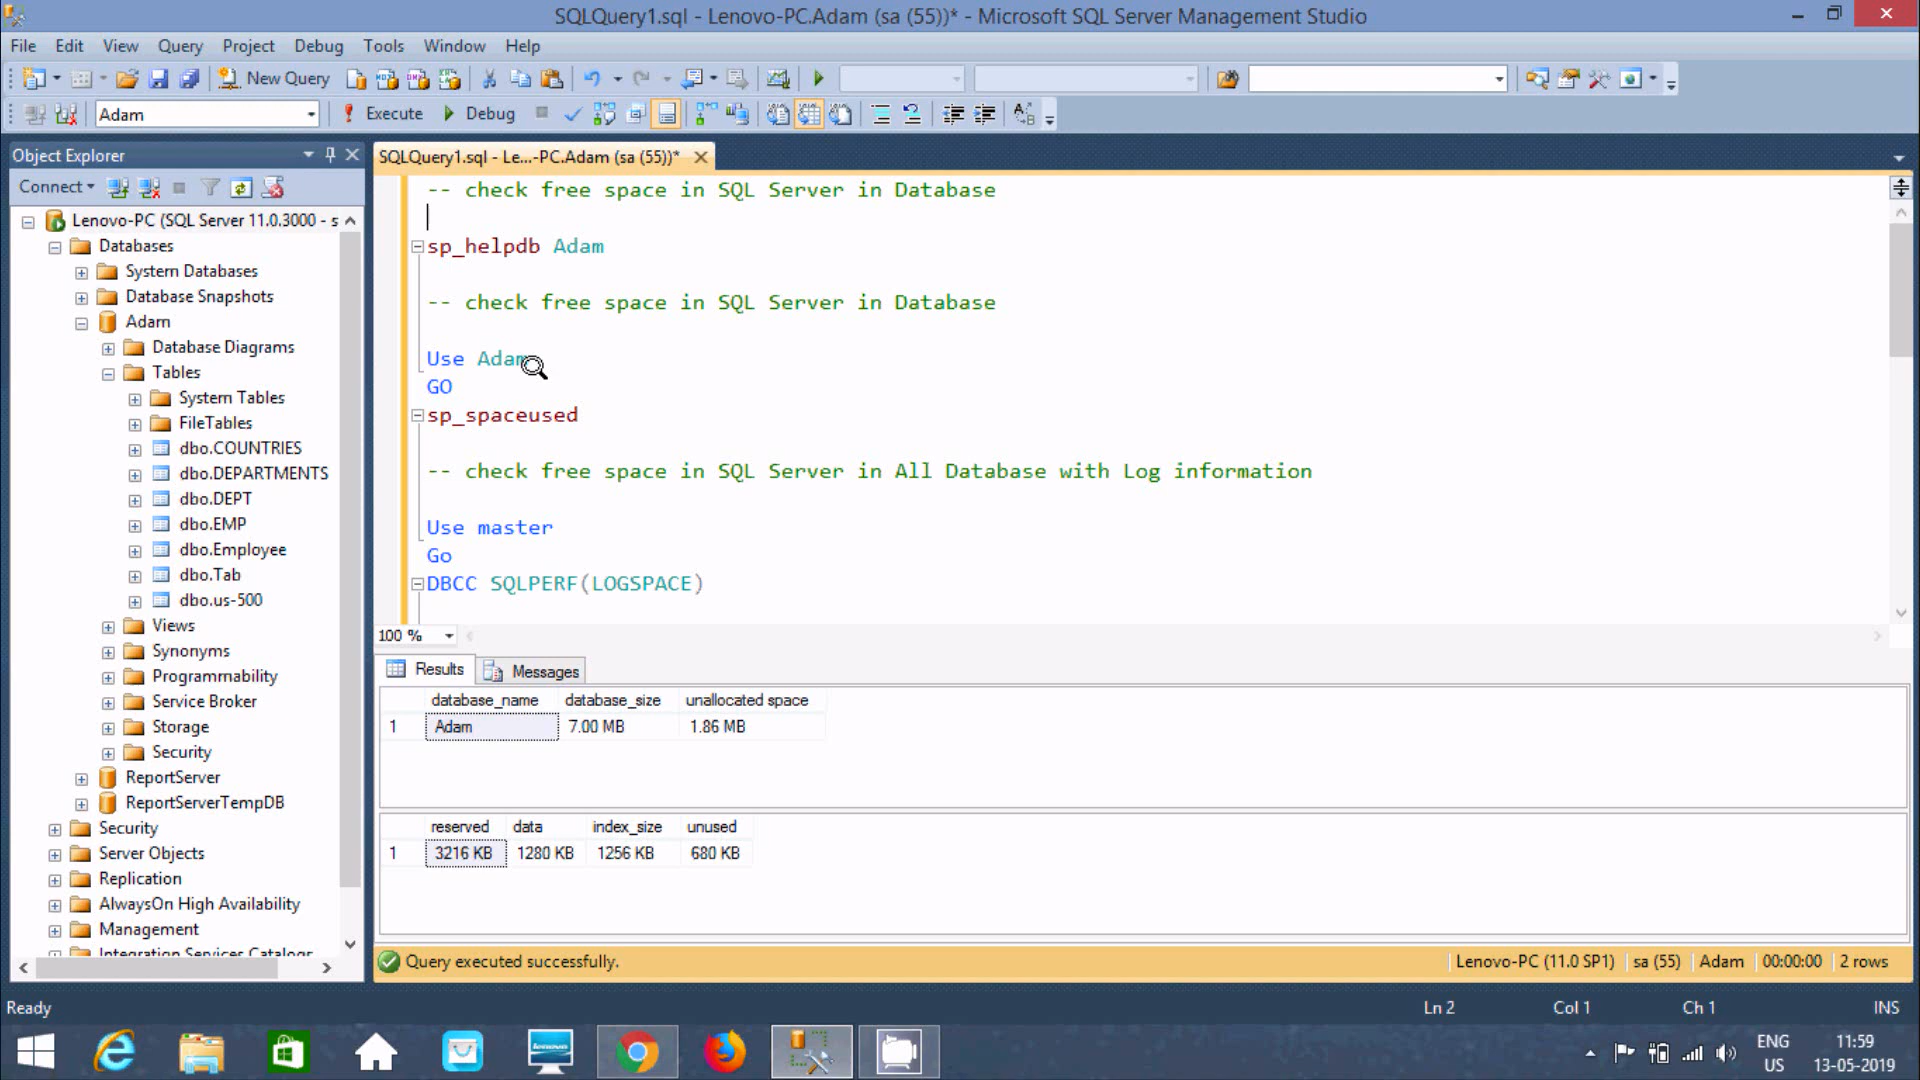 SQLQuery1.sql - Lenovo-PC.Adam (sa (55))* - Microsoft SQL Server Management Studio
File Edit View Query Project Debug Tools Window Help
New Query
Adam Execute Debug
Object Explorer
Connect
Lenovo-PC (SQL Server 11.0.3000 - s
Databases
System Databases
Database Snapshots
Adam
Database Diagrams
Tables
System Tables
FileTables
dbo.COUNTRIES
dbo.DEPARTMENTS
dbo.DEPT
dbo.EMP
dbo.Employee
dbo.Tab
dbo.us-500
Views
Synonyms
Programmability
Service Broker
Storage
Security
ReportServer
ReportServerTempDB
Security
Server Objects
Replication
AlwaysOn High Availability
Management
Integration Services Catalogs
SQLQuery1.sql - Le...-PC.Adam (sa (55))*
-- check free space in SQL Server in Database
sp_helpdb Adam
-- check free space in SQL Server in Database
Use Adam
GO
sp_spaceused
-- check free space in SQL Server in All Database with Log information
Use master
Go
DBCC SQLPERF(LOGSPACE)
100 %
Results Messages
database_name database_size unallocated space
1 Adam 7.00 MB 1.86 MB
reserved data index_size unused
1 3216 KB 1280 KB 1256 KB 680 KB
Query executed successfully. Lenovo-PC (11.0 SP1) sa (55) Adam 00:00:00 2 rows
Ready Ln 2 Col 1 Ch 1 INS
ENG 11:59
US 13-05-2019